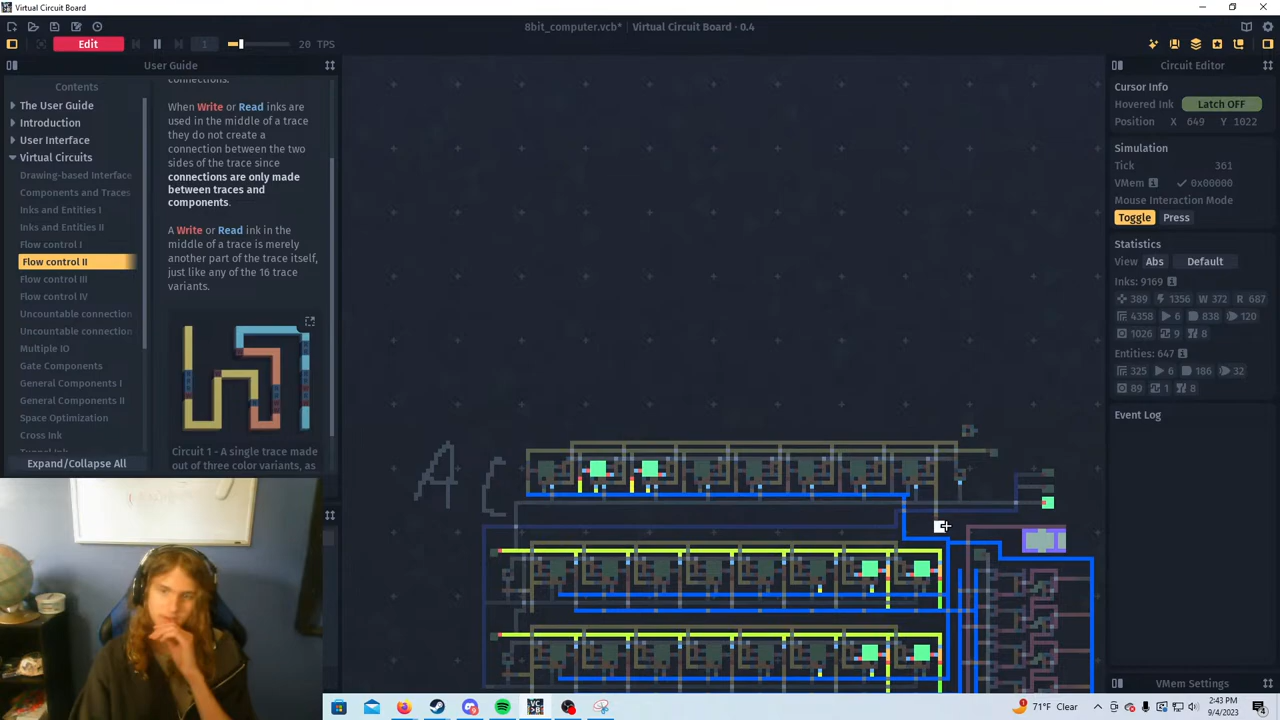 Virtual Circuit Board
8bit_computer.vcb* Virtual Circuit Board - 0.4
Edit 1 20 TPS
User Guide
Circuit Editor
Contents
The User Guide
Introduction
User Interface
Virtual Circuits
Drawing-based Interface
Components and Traces
Inks and Entities I
Inks and Entities II
Flow control I
Flow control II
Flow control III
Flow control IV
Uncountable connection
Uncountable connection
Multiple IO
Gate Components
General Components I
General Components II
Space Optimization
Cross Ink
Tunnel Ink
Expand/Collapse All
connections.
When Write or Read inks are
used in the middle of a trace
they do not create a
connection between the two
sides of the trace since
connections are only made
between traces and
components.
A Write or Read ink in the
middle of a trace is merely
another part of the trace itself,
just like any of the 16 trace
variants.
Circuit 1 - A single trace made
out of three color variants, as
AC
Cursor Info
Hovered Ink Latch OFF
Position X 649 Y 1022
Simulation
Tick 361
VMem 0x00000
Mouse Interaction Mode
Toggle Press
Statistics
View Abs Default
Inks: 9169
389 1356 W 372 R 687
4358 6 838 120
1026 9 8
Entities: 647
325 6 186 32
89 1 8
Event Log
VMem Settings
71°F Clear
2:43 PM
9/4/2023